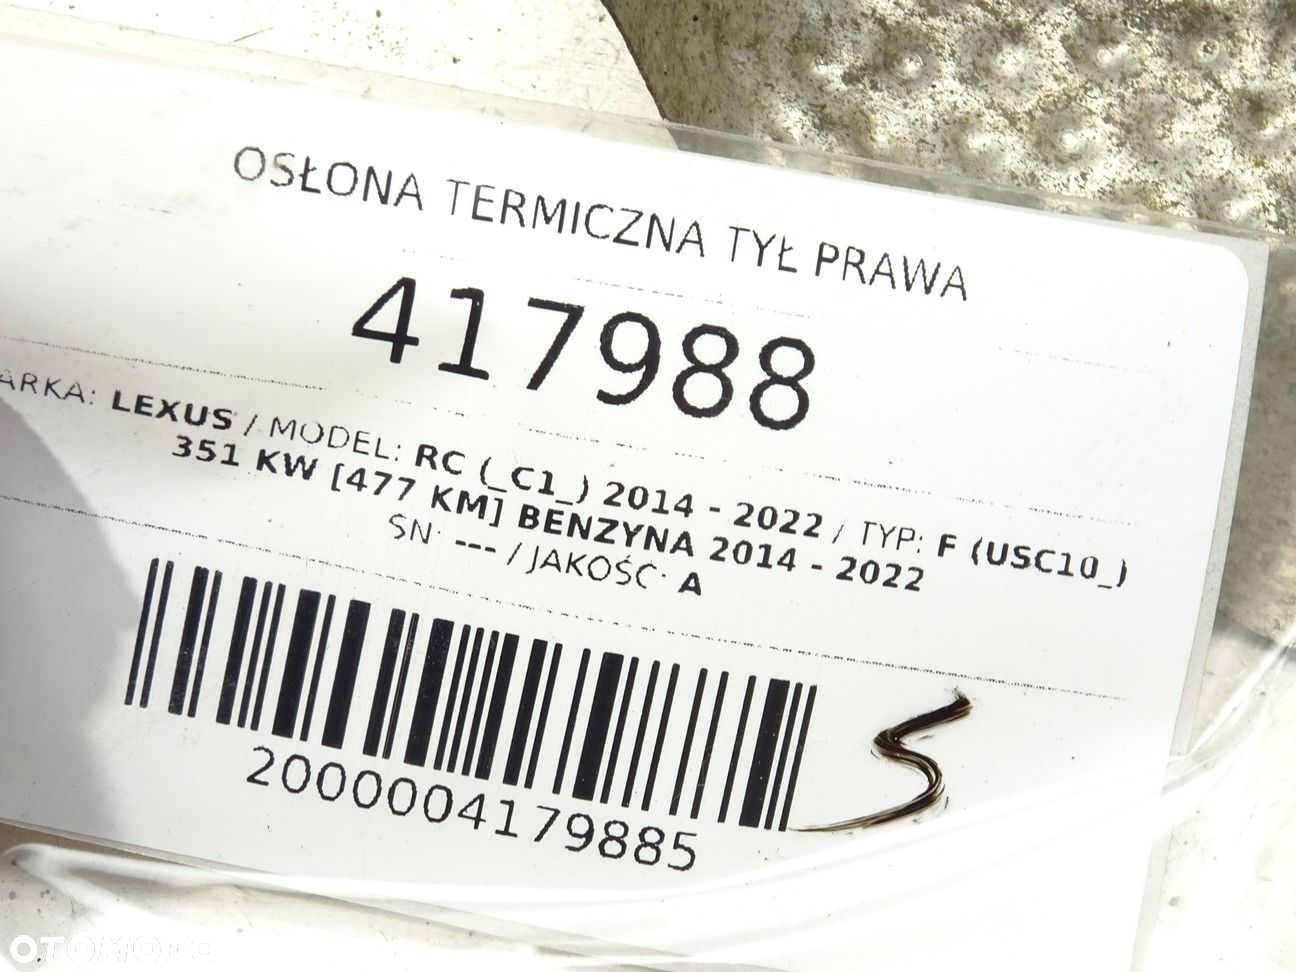 OSŁONA TERMICZNA TYŁ PRAWA
417988
ARKA: LEXUS / MODEL: RC (_C1_) 2014 - 2022 / TYP: F (USC10_)
351 KW [477 KM] BENZYNA 2014 - 2022
SN: --- / JAKOŚĆ: A
2000004179885
S
OTOMOTO